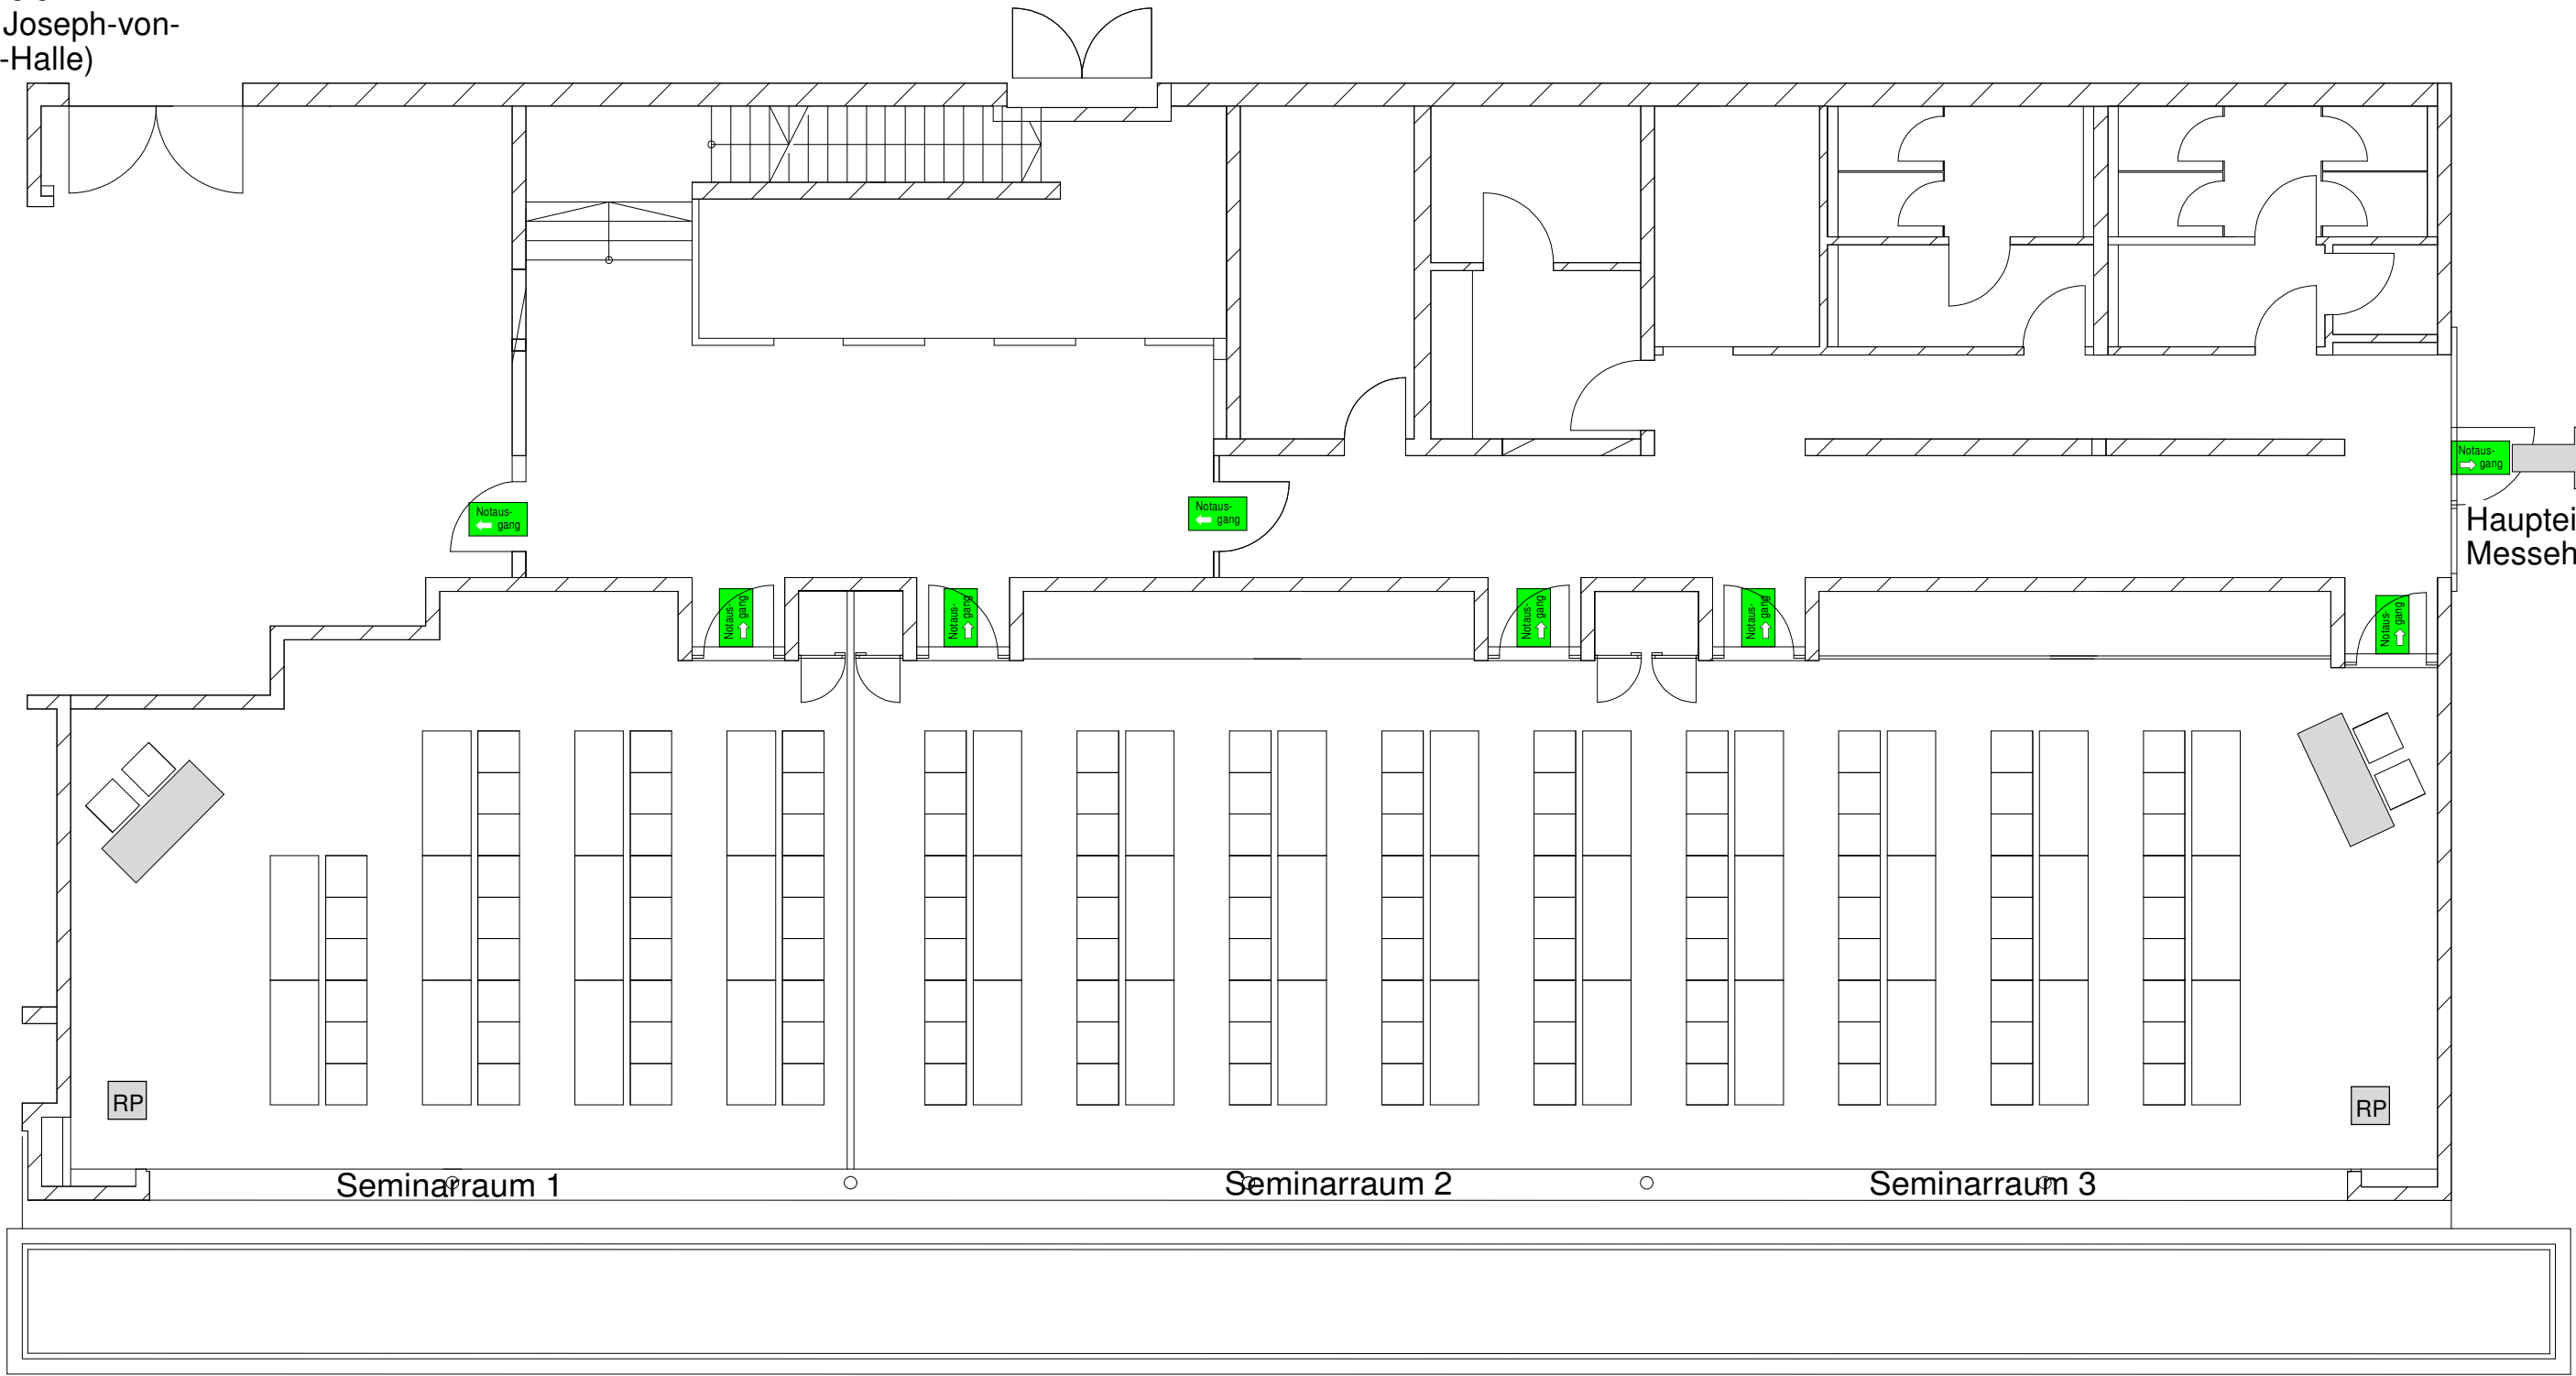 Joseph-von-
-Halle)
Notaus-
gang
Notaus-
gang
Notaus-
gang
Hauptei
Messeh
Notaus-
gang
Notaus-
gang
Notaus-
gang
Notaus-
gang
Notaus-
gang
RP
RP
Seminarraum 1
Seminarraum 2
Seminarraum 3